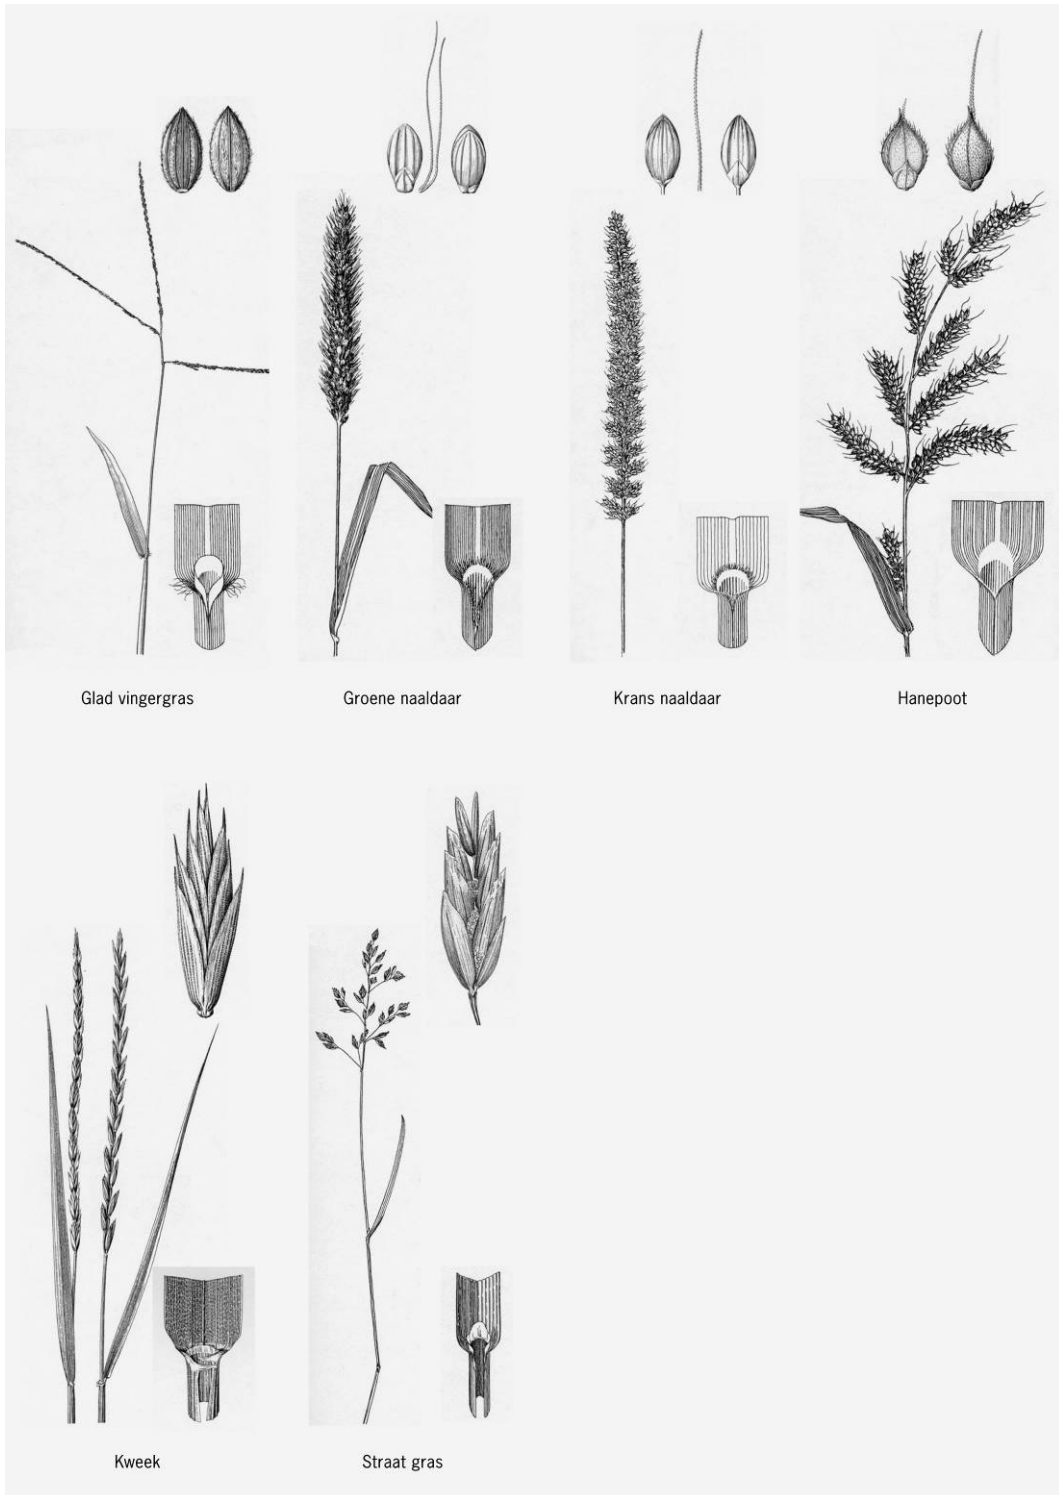 Glad vingergras
Groene naaldaar
Krans naaldaar
Hanepoot
Kweek
Straat gras